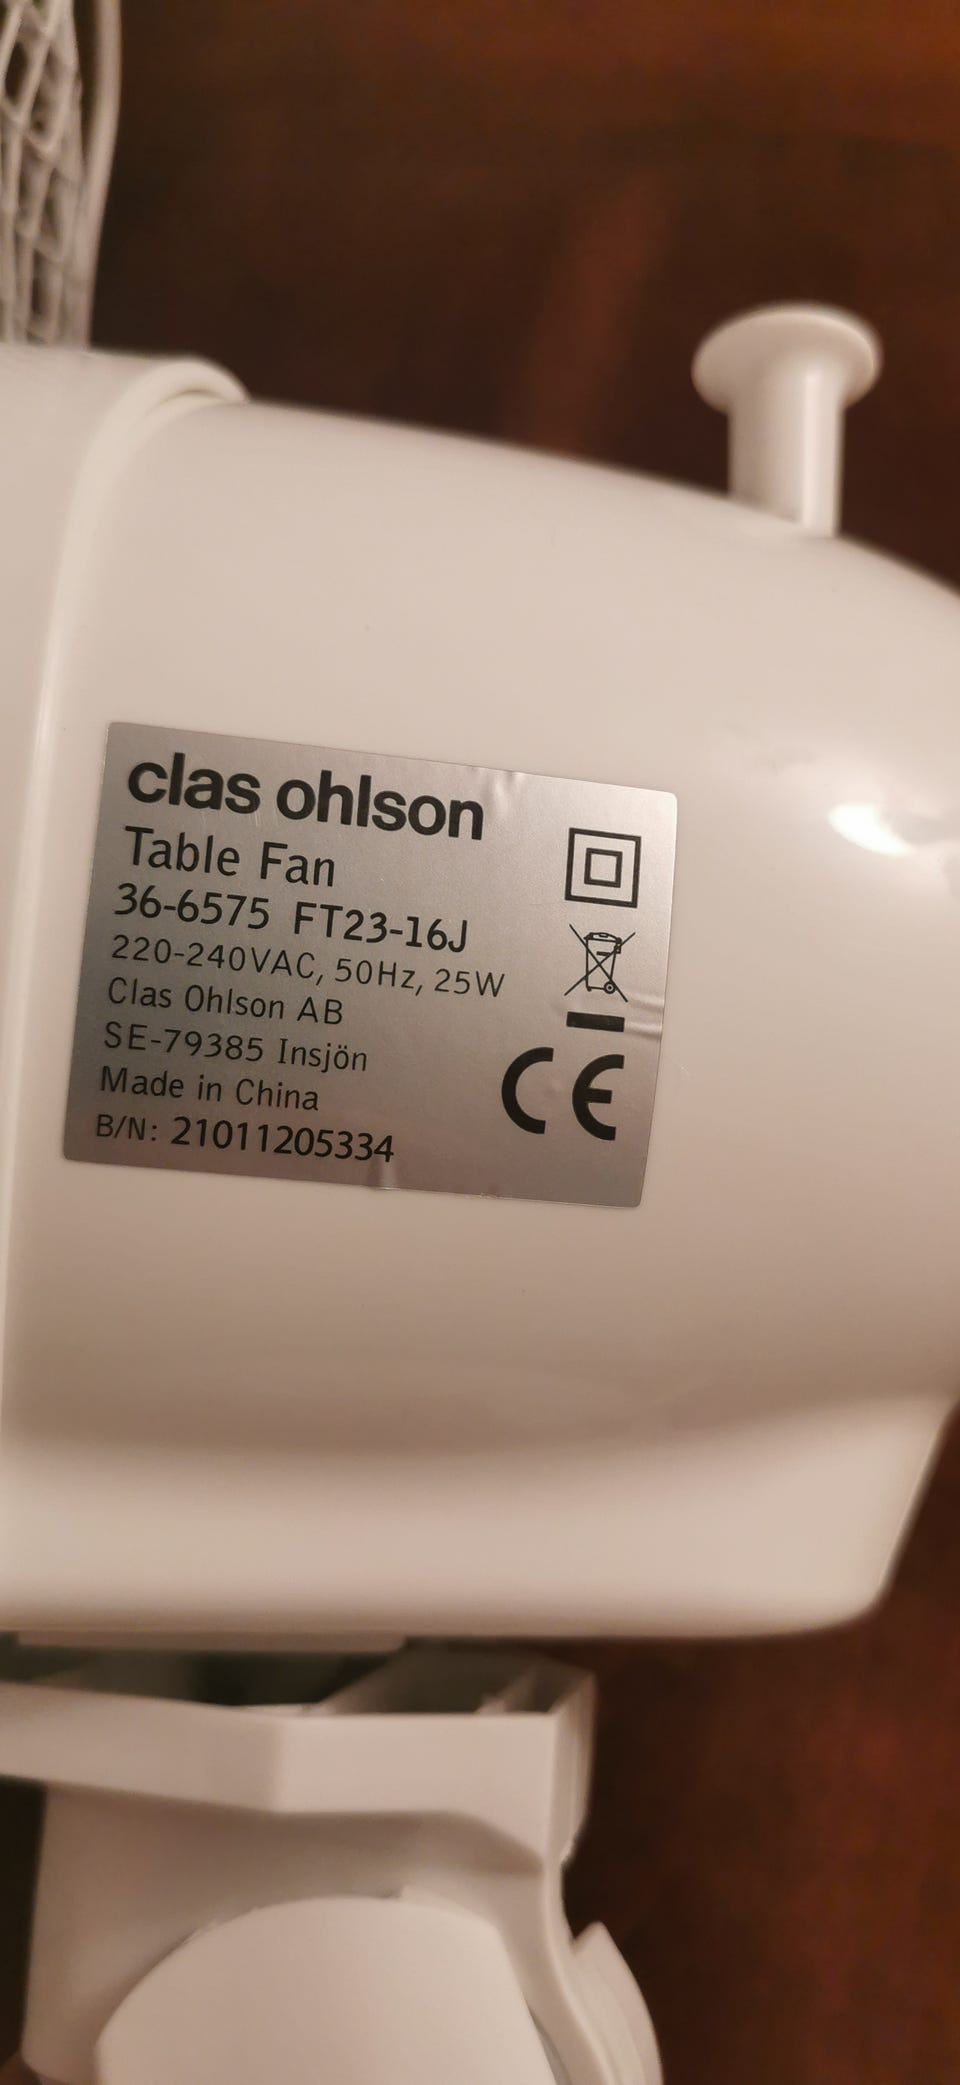 clas ohlson
Table Fan
36-6575 FT23-16J
220-240VAC, 50Hz, 25W
Clas Ohlson AB
SE-79385 Insjön
Made in China
B/N: 21011205334
CE